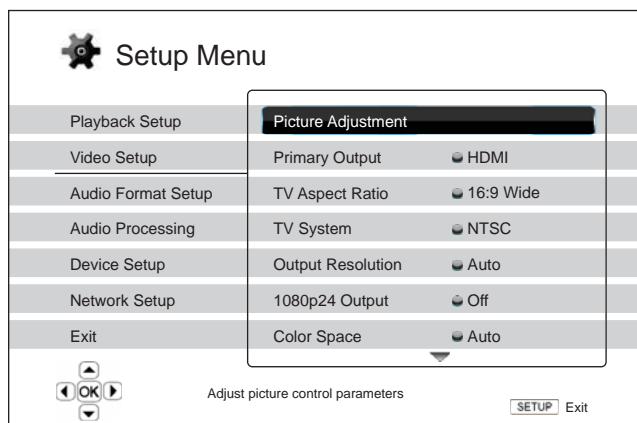 Setup Menu
Playback Setup
Video Setup
Audio Format Setup
Audio Processing
Device Setup
Network Setup
Exit
Picture Adjustment
Primary Output HDMI
TV Aspect Ratio 16:9 Wide
TV System NTSC
Output Resolution Auto
1080p24 Output Off
Color Space Auto
OK
Adjust picture control parameters
SETUP Exit